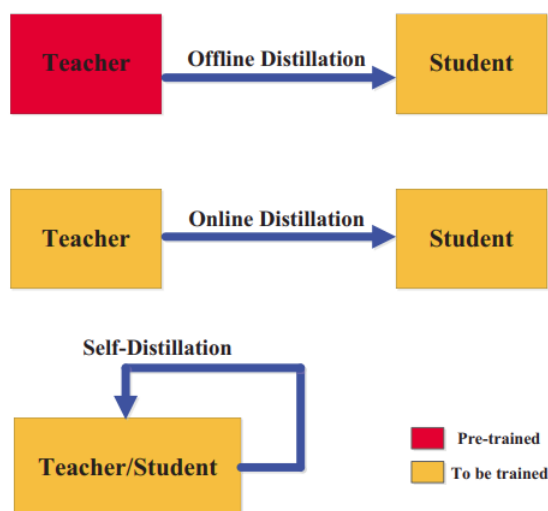 Teacher
Offline Distillation
Student
Teacher
Online Distillation
Student
Self-Distillation
Teacher/Student
Pre-trained
To be trained